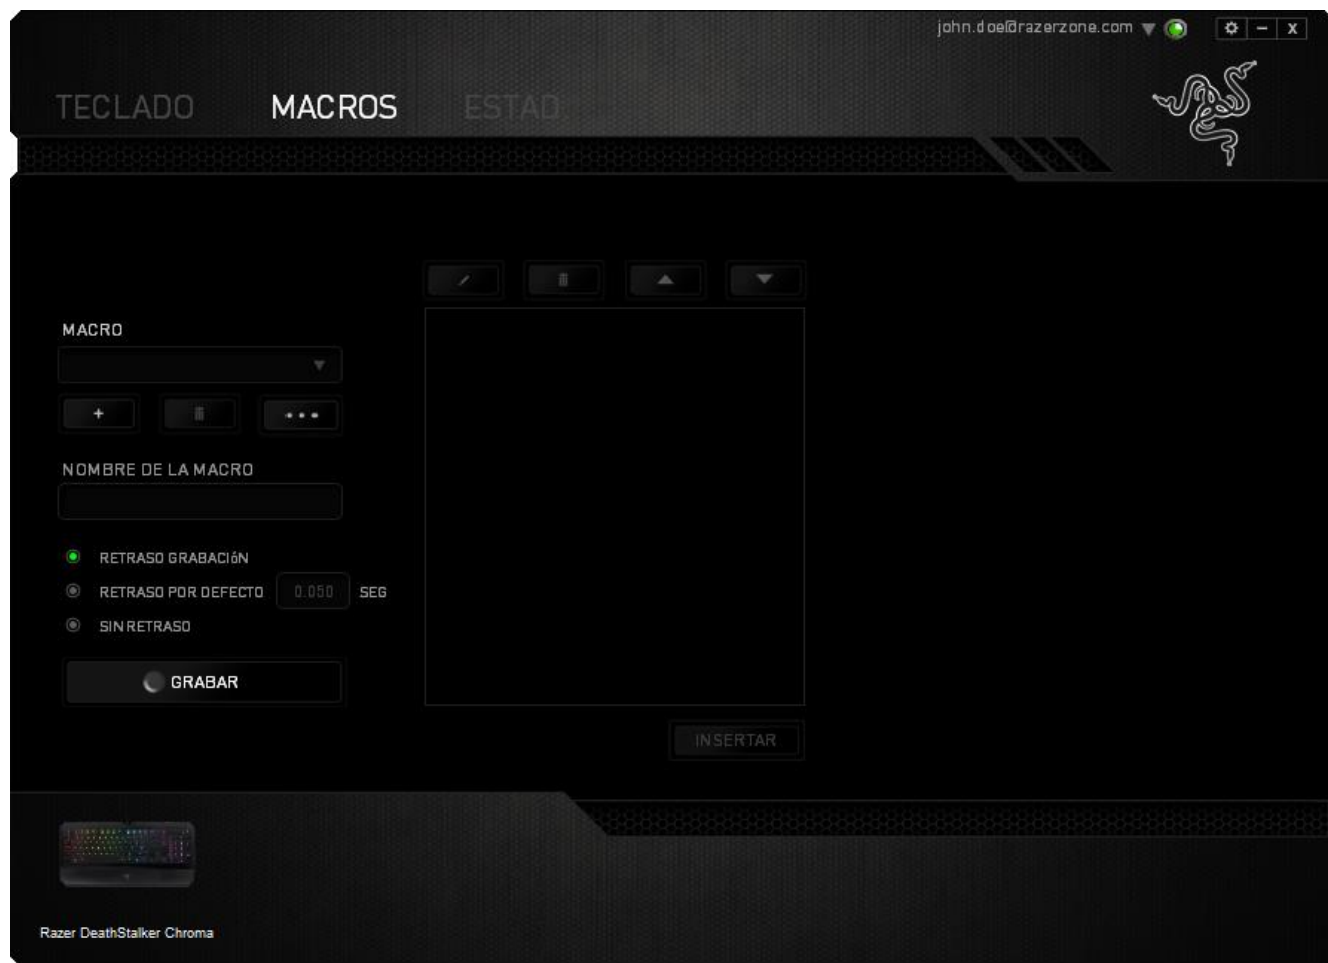 john.doe@razerzone.com
TECLADO MACROS ESTAD
MACRO
NOMBRE DE LA MACRO
RETRASO GRABACIóN
RETRASO POR DEFECTO 0.050 SEG
SIN RETRASO
GRABAR
INSERTAR
Razer DeathStalker Chroma